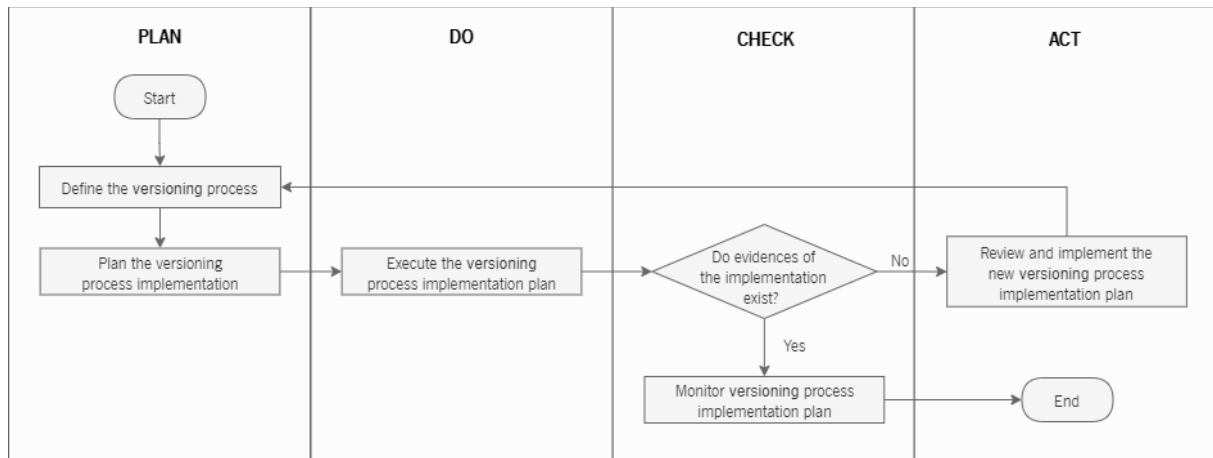 PLAN
DO
CHECK
ACT
Start
Define the versioning process
Plan the versioning
process implementation
Execute the versioning
process implementation plan
Do evidences of
the implementation
exist?
No
Review and implement the
new versioning process
implementation plan
Yes
Monitor versioning process
implementation plan
End